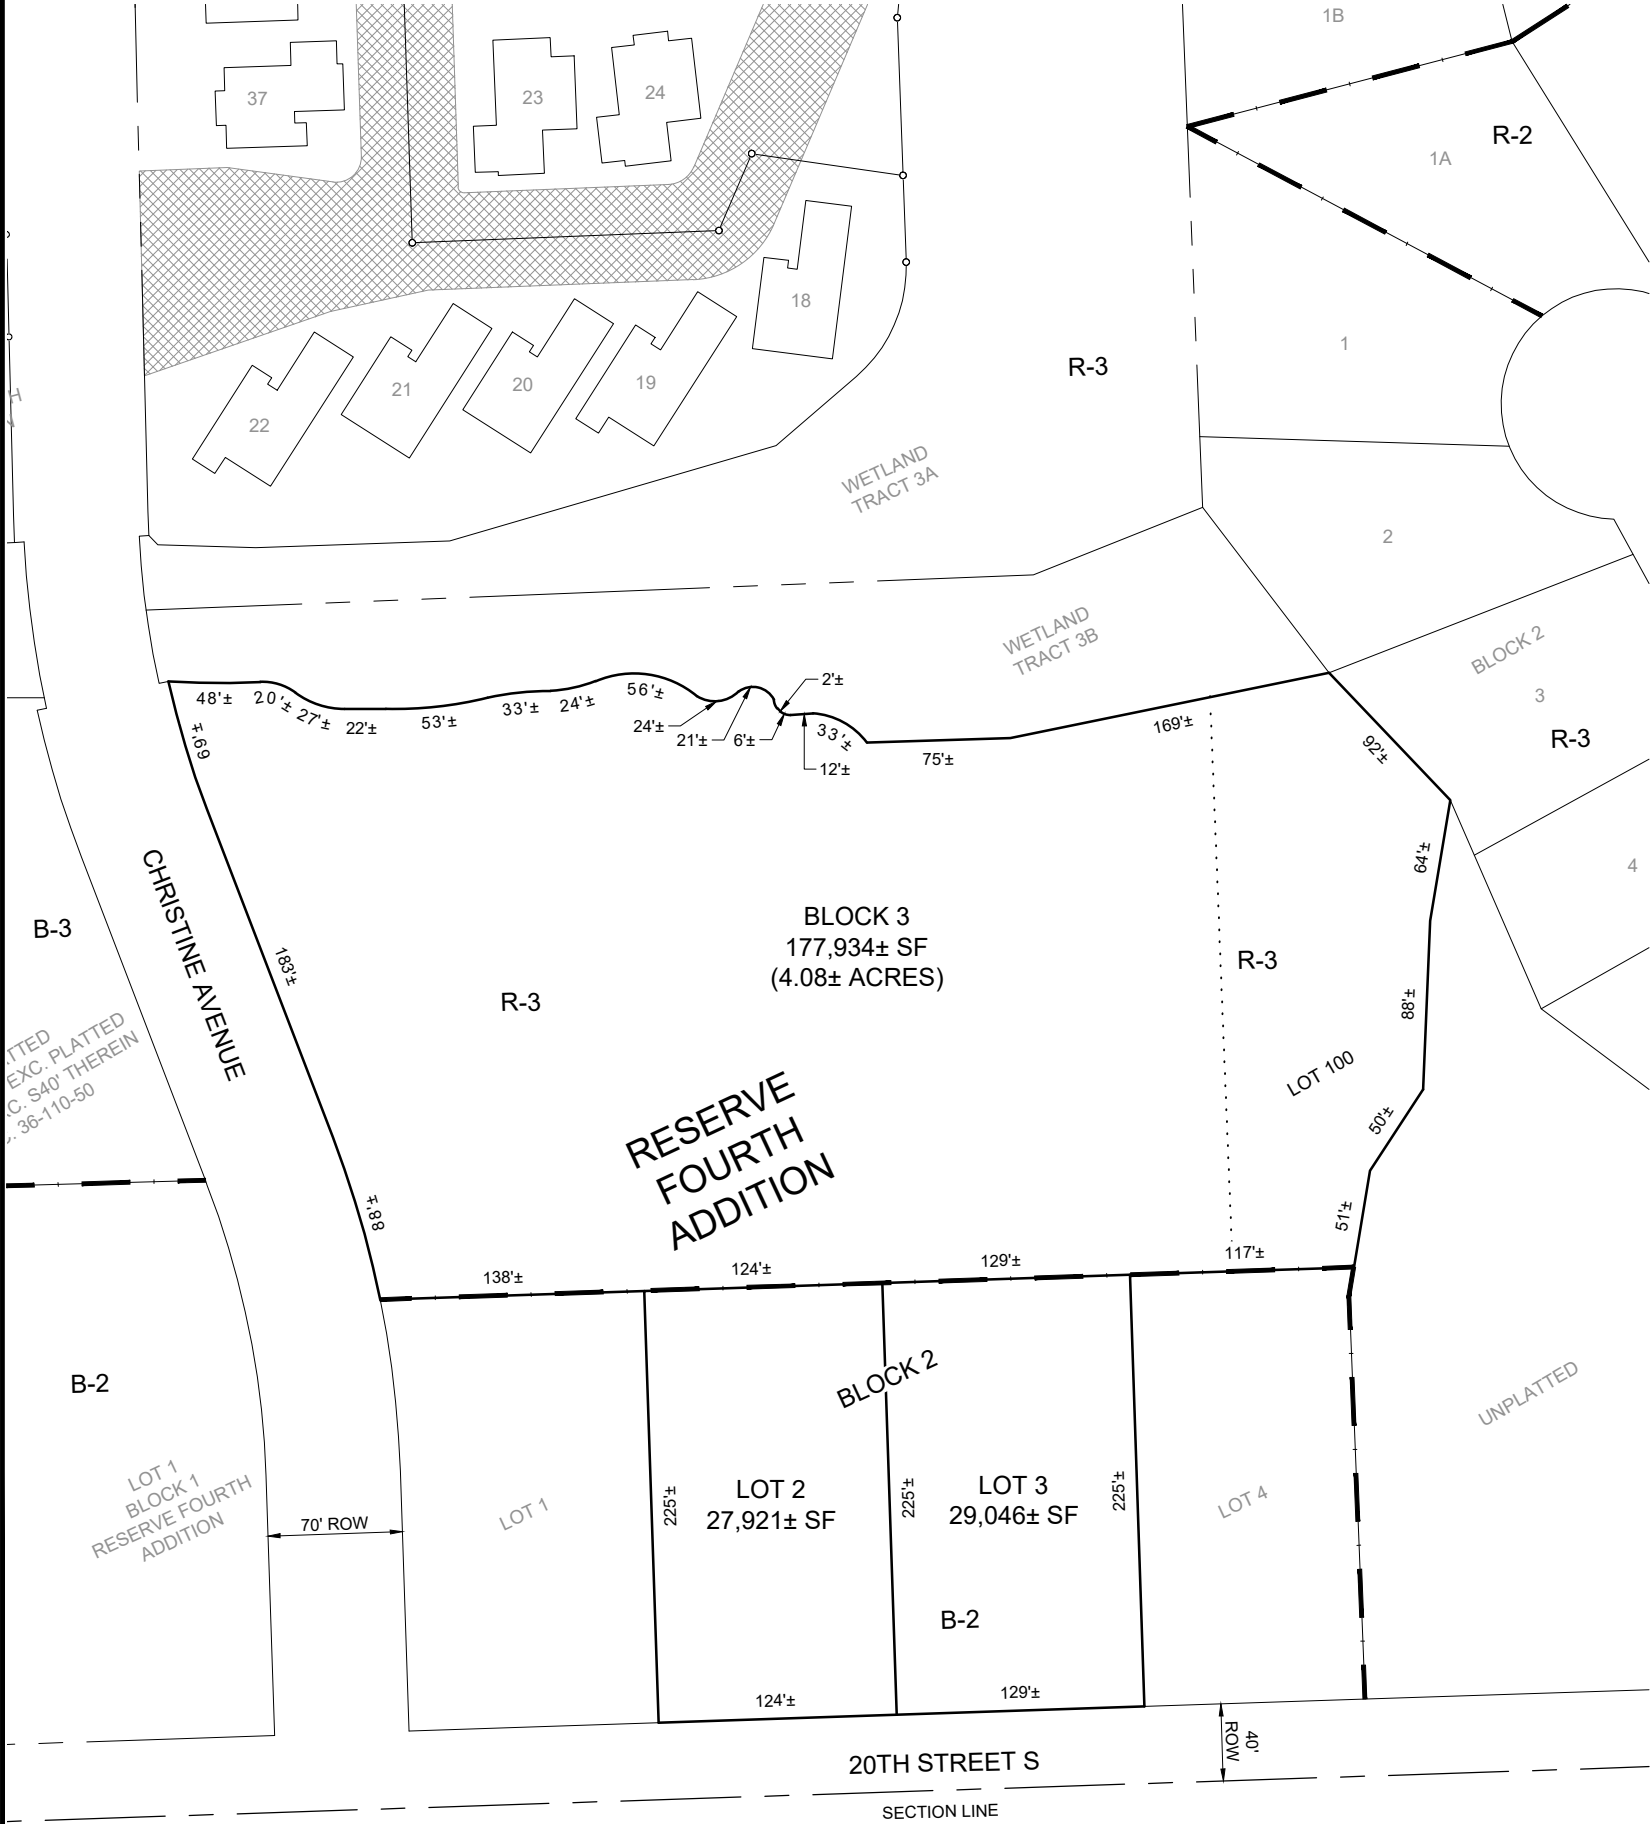 1B
37
23
24
R-2
1A
18
1
R-3
21
20
19
22
H
WETLAND
TRACT 3A
2
WETLAND
TRACT 3B
BLOCK 2
3
R-3
48'±
20'±
27'±
22'±
53'±
33'±
24'±
56'±
24'±
21'±
6'±
2'±
12'±
33'±
75'±
169'±
92'±
69'±
64'±
4
CHRISTINE AVENUE
B-3
BLOCK 3
177,934± SF
(4.08± ACRES)
183'±
R-3
R-3
88'±
TTED
EXC. PLATTED
C. S40' THEREIN
36-110-50
LOT 100
RESERVE
FOURTH
ADDITION
50'±
51'±
88'±
138'±
124'±
129'±
117'±
B-2
BLOCK 2
UNPLATTED
LOT 1
BLOCK 1
RESERVE FOURTH
ADDITION
70' ROW
LOT 1
225'±
LOT 2
27,921± SF
225'±
LOT 3
29,046± SF
225'±
LOT 4
B-2
124'±
129'±
40'
ROW
20TH STREET S
SECTION LINE